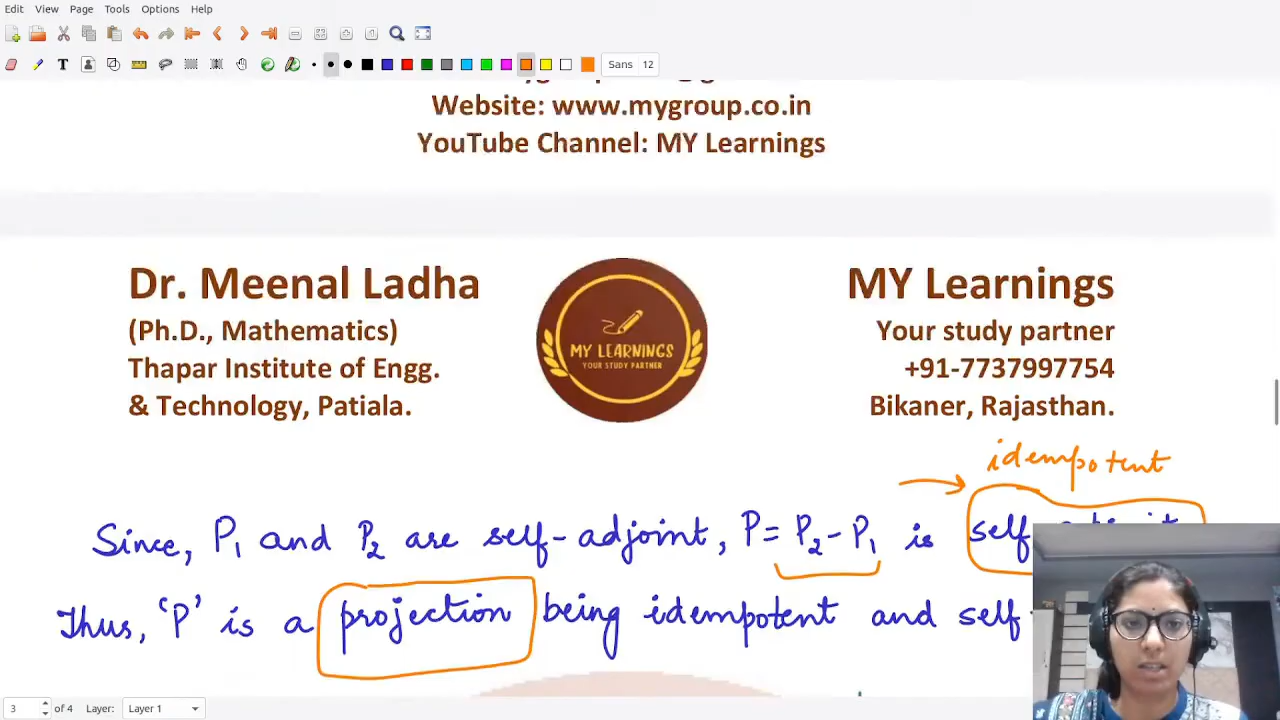 File View Page Tools Options Help
Sans 12
Website: www.mygroup.co.in
YouTube Channel: MY Learnings
Dr. Meenal Ladha
(Ph.D., Mathematics)
Thapar Institute of Engg.
& Technology, Patiala.
MY LEARNINGS
YOUR STUDY PARTNER
MY Learnings
Your study partner
+91-7737997754
Bikaner, Rajasthan.
idempotent
Since, P₁ and P₂ are self-adjoint, P = P₂ - P₁ is self
Thus, 'P' is a projection being idempotent and self
3 of 4 Layer: Layer 1